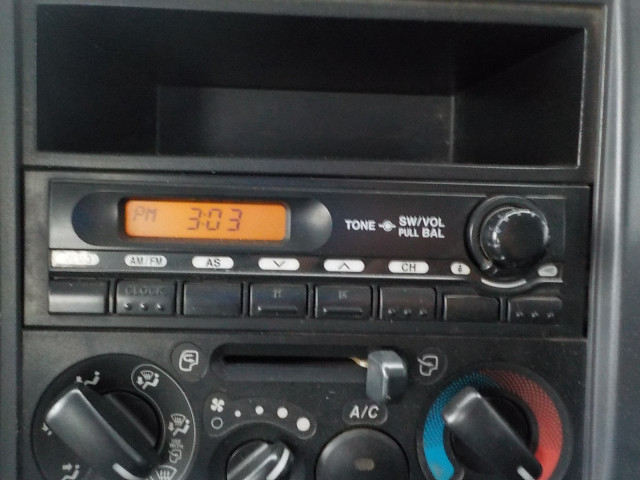 PM 3:03
TONE SW/VOL
PULL BAL
AM/FM AS CH
CLOCK
A/C